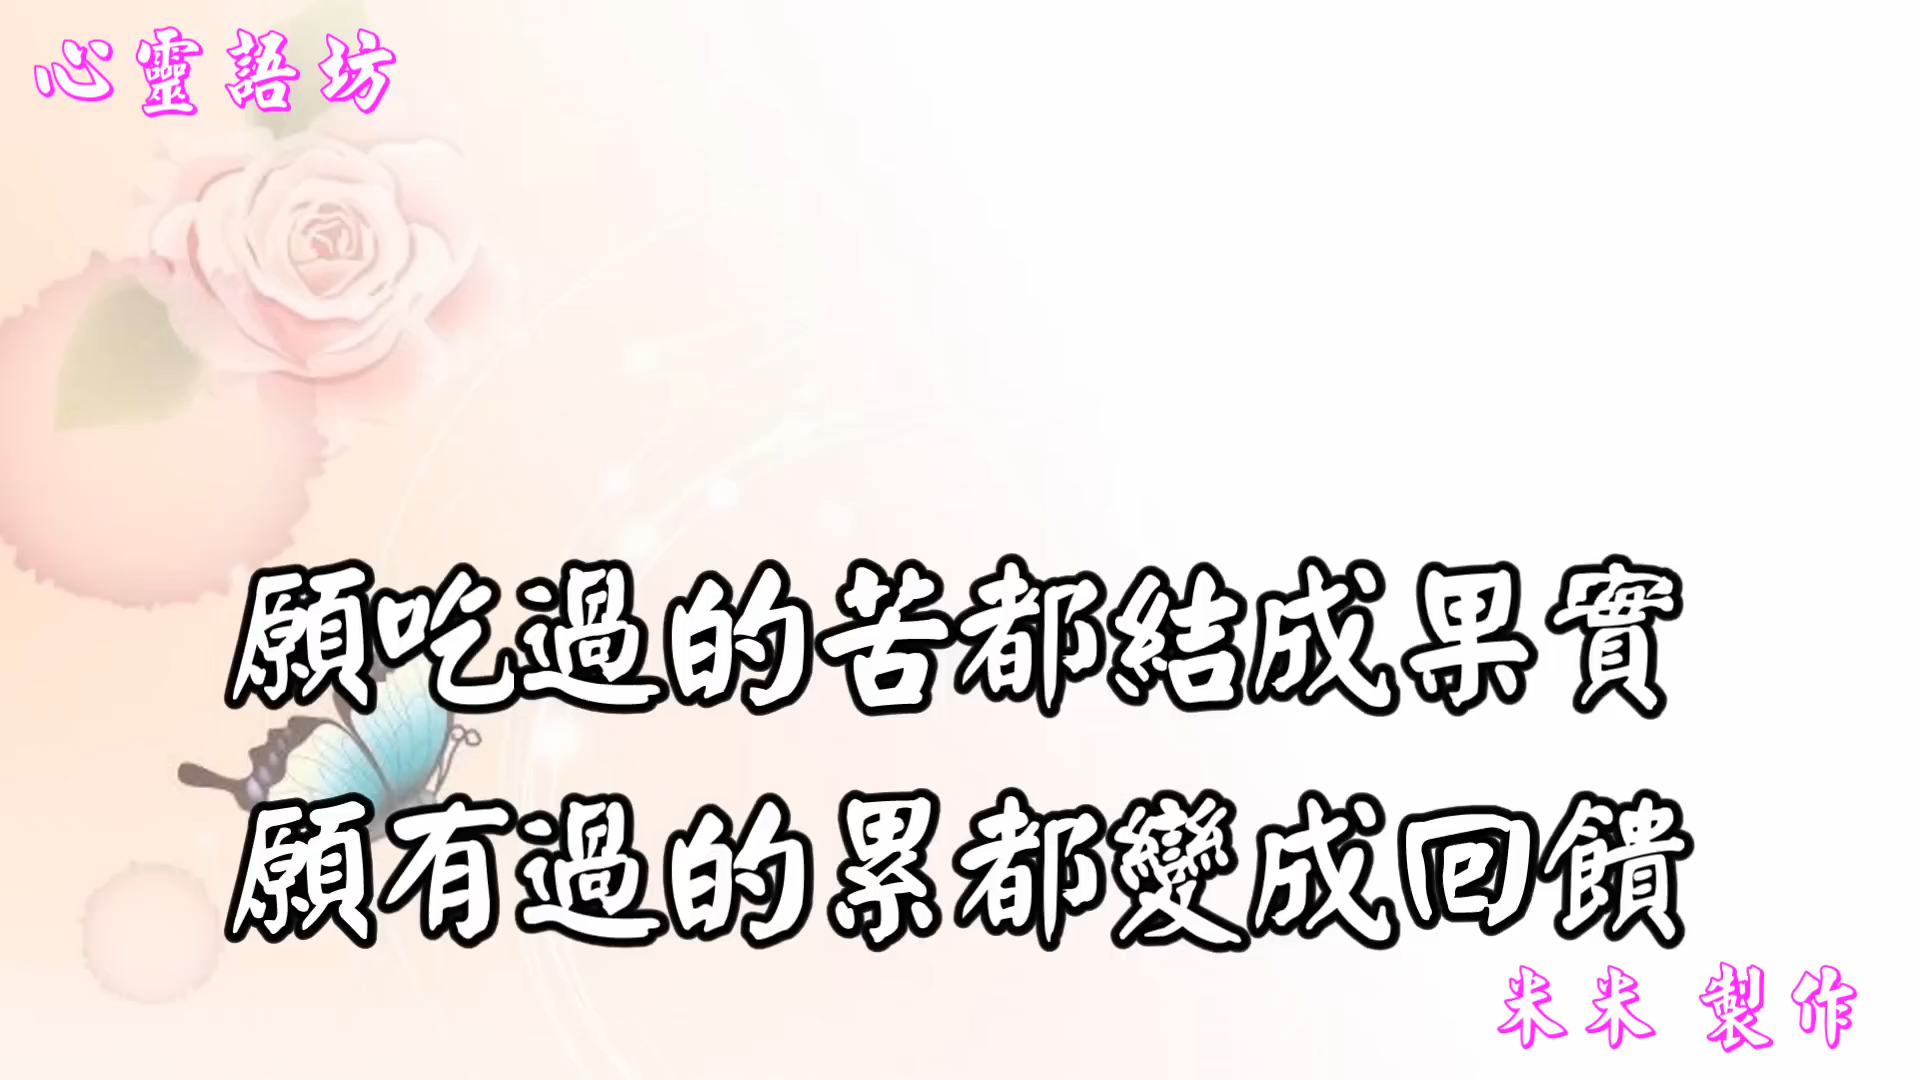 心靈語坊
願吃過的苦都結成果實
願有過的累都變成回饋
米米 製作